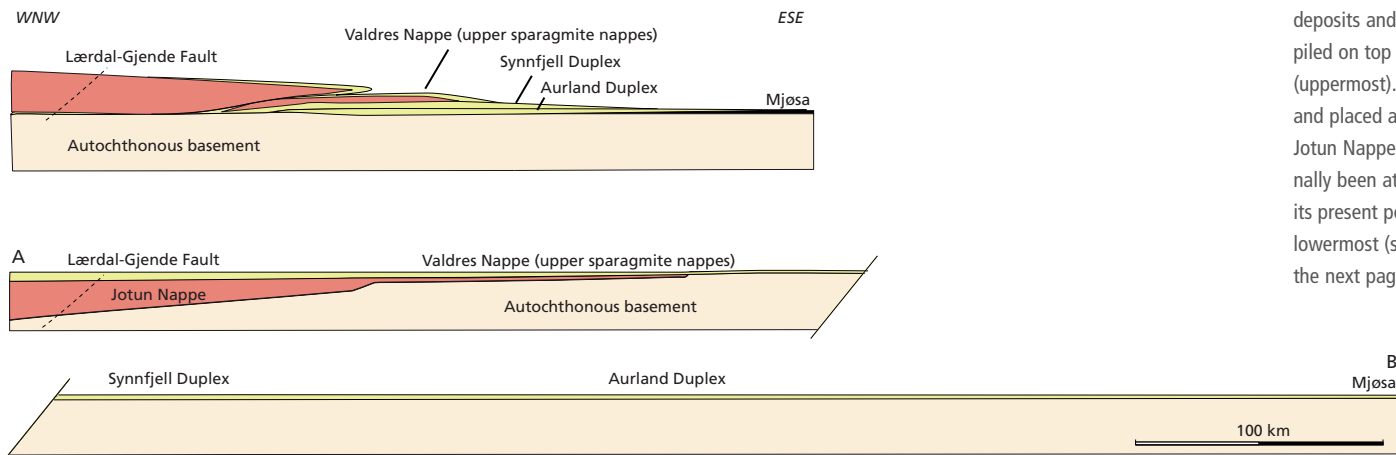 WNW
ESE
Valdres Nappe (upper sparagmite nappes)
Lærdal-Gjende Fault
Synnfjell Duplex
Aurland Duplex
Mjøsa
Autochthonous basement
A
Lærdal-Gjende Fault
Valdres Nappe (upper sparagmite nappes)
Jotun Nappe
Autochthonous basement
B
Synnfjell Duplex
Aurland Duplex
Mjøsa
100 km
deposits and
piled on top
(uppermost).
and placed a
Jotun Nappe
nally been at
its present po
lowermost (s
the next pag